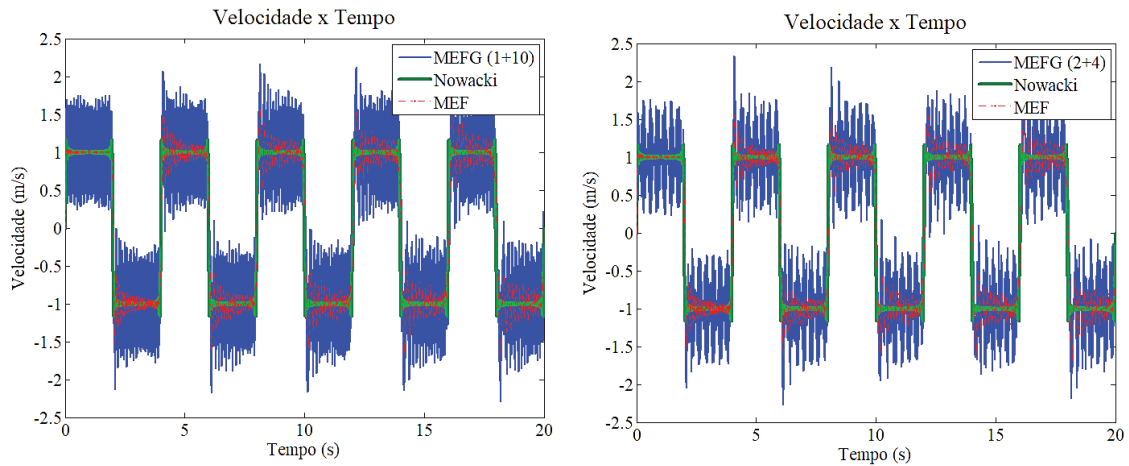 Velocidade x Tempo
2.5
2
1.5
1
0.5
0
-0.5
-1
-1.5
-2
-2.5
Velocidade (m/s)
MEFG (1+10)
Nowacki
MEF
0 5 10 15 20
Tempo (s)
Velocidade x Tempo
2.5
2
1.5
1
0.5
0
-0.5
-1
-1.5
-2
-2.5
Velocidade (m/s)
MEFG (2+4)
Nowacki
MEF
0 5 10 15 20
Tempo (s)